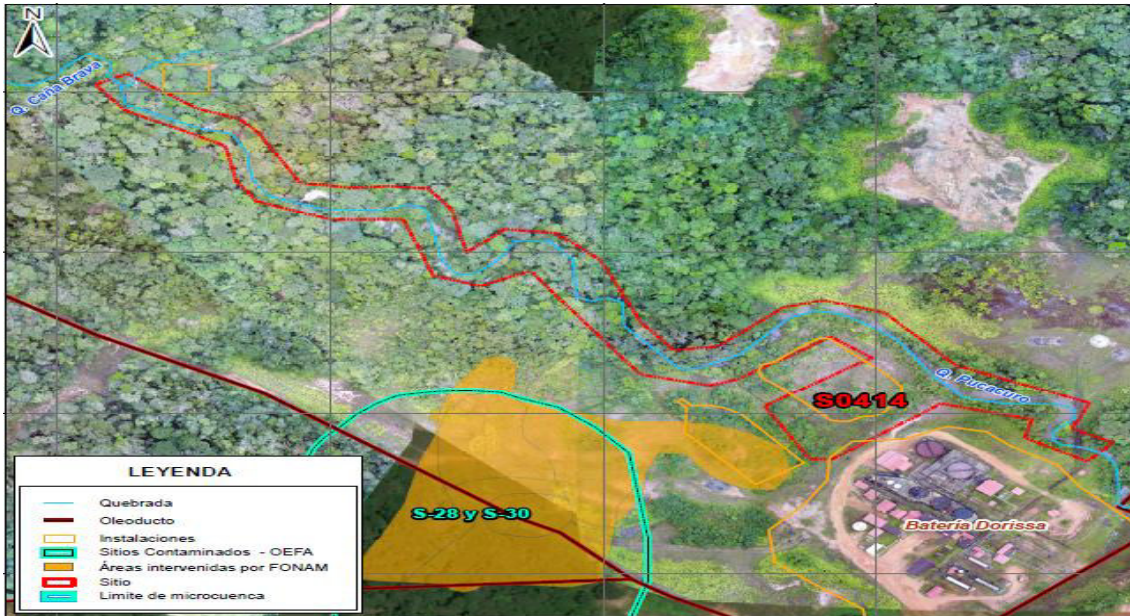 N
Q. Caña Brava
Q. Pucacuro
S0414
S-28 y S-30
Batería Dorissa
LEYENDA
Quebrada
Oleoducto
Instalaciones
Sitios Contaminados - OEFA
Áreas intervenidas por FONAM
Sitio
Limite de microcuenca